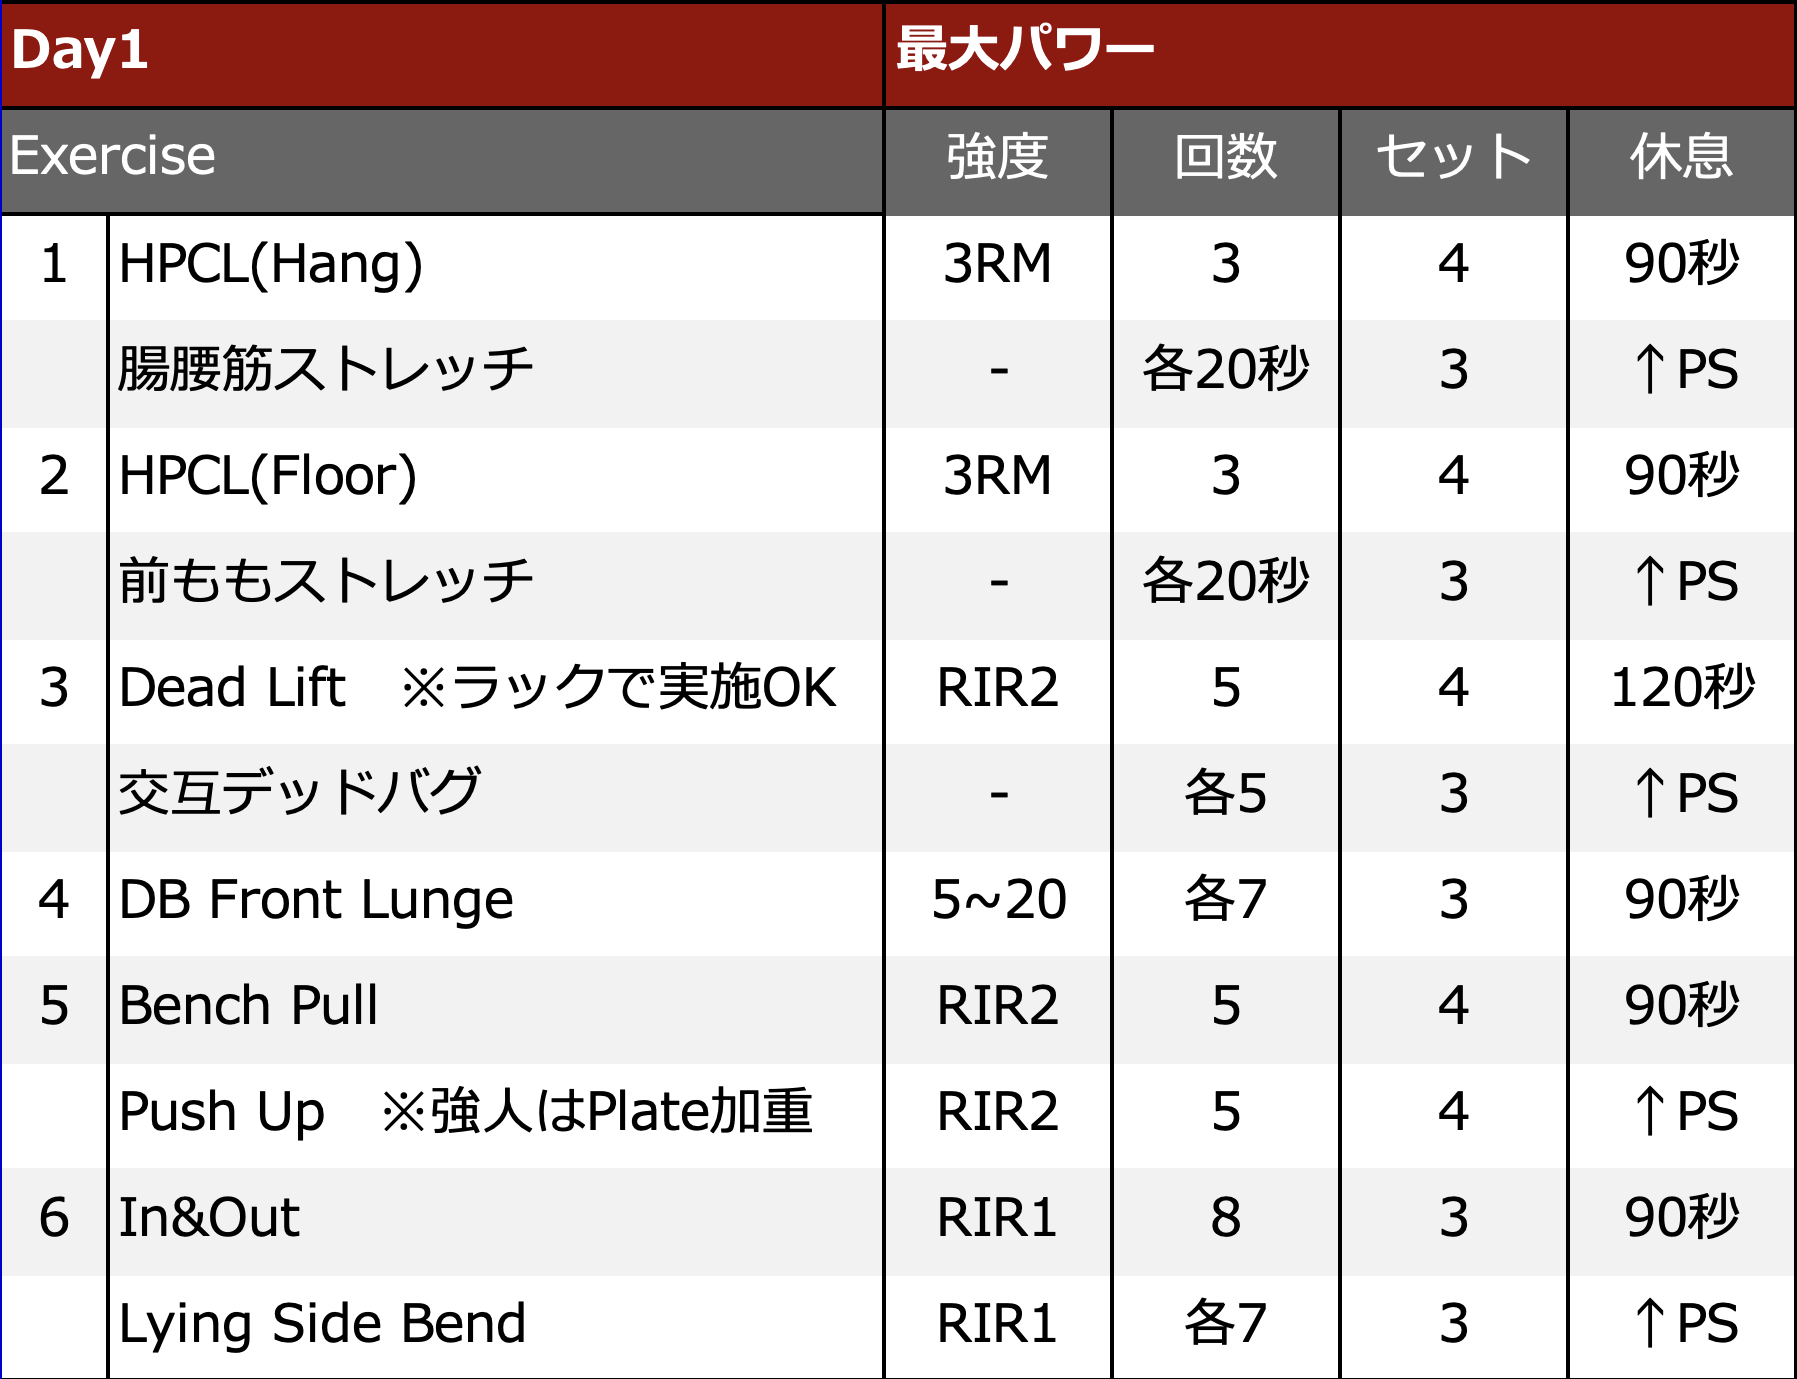 Day1 最大パワー
Exercise 強度 回数 セット 休息
1 HPCL(Hang) 3RM 3 4 90秒
腸腰筋ストレッチ - 各20秒 3 ↑PS
2 HPCL(Floor) 3RM 3 4 90秒
前ももストレッチ - 各20秒 3 ↑PS
3 Dead Lift　※ラックで実施OK RIR2 5 4 120秒
交互デッドバグ - 各5 3 ↑PS
4 DB Front Lunge 5~20 各7 3 90秒
5 Bench Pull RIR2 5 4 90秒
Push Up　※強人はPlate加重 RIR2 5 4 ↑PS
6 In&Out RIR1 8 3 90秒
Lying Side Bend RIR1 各7 3 ↑PS